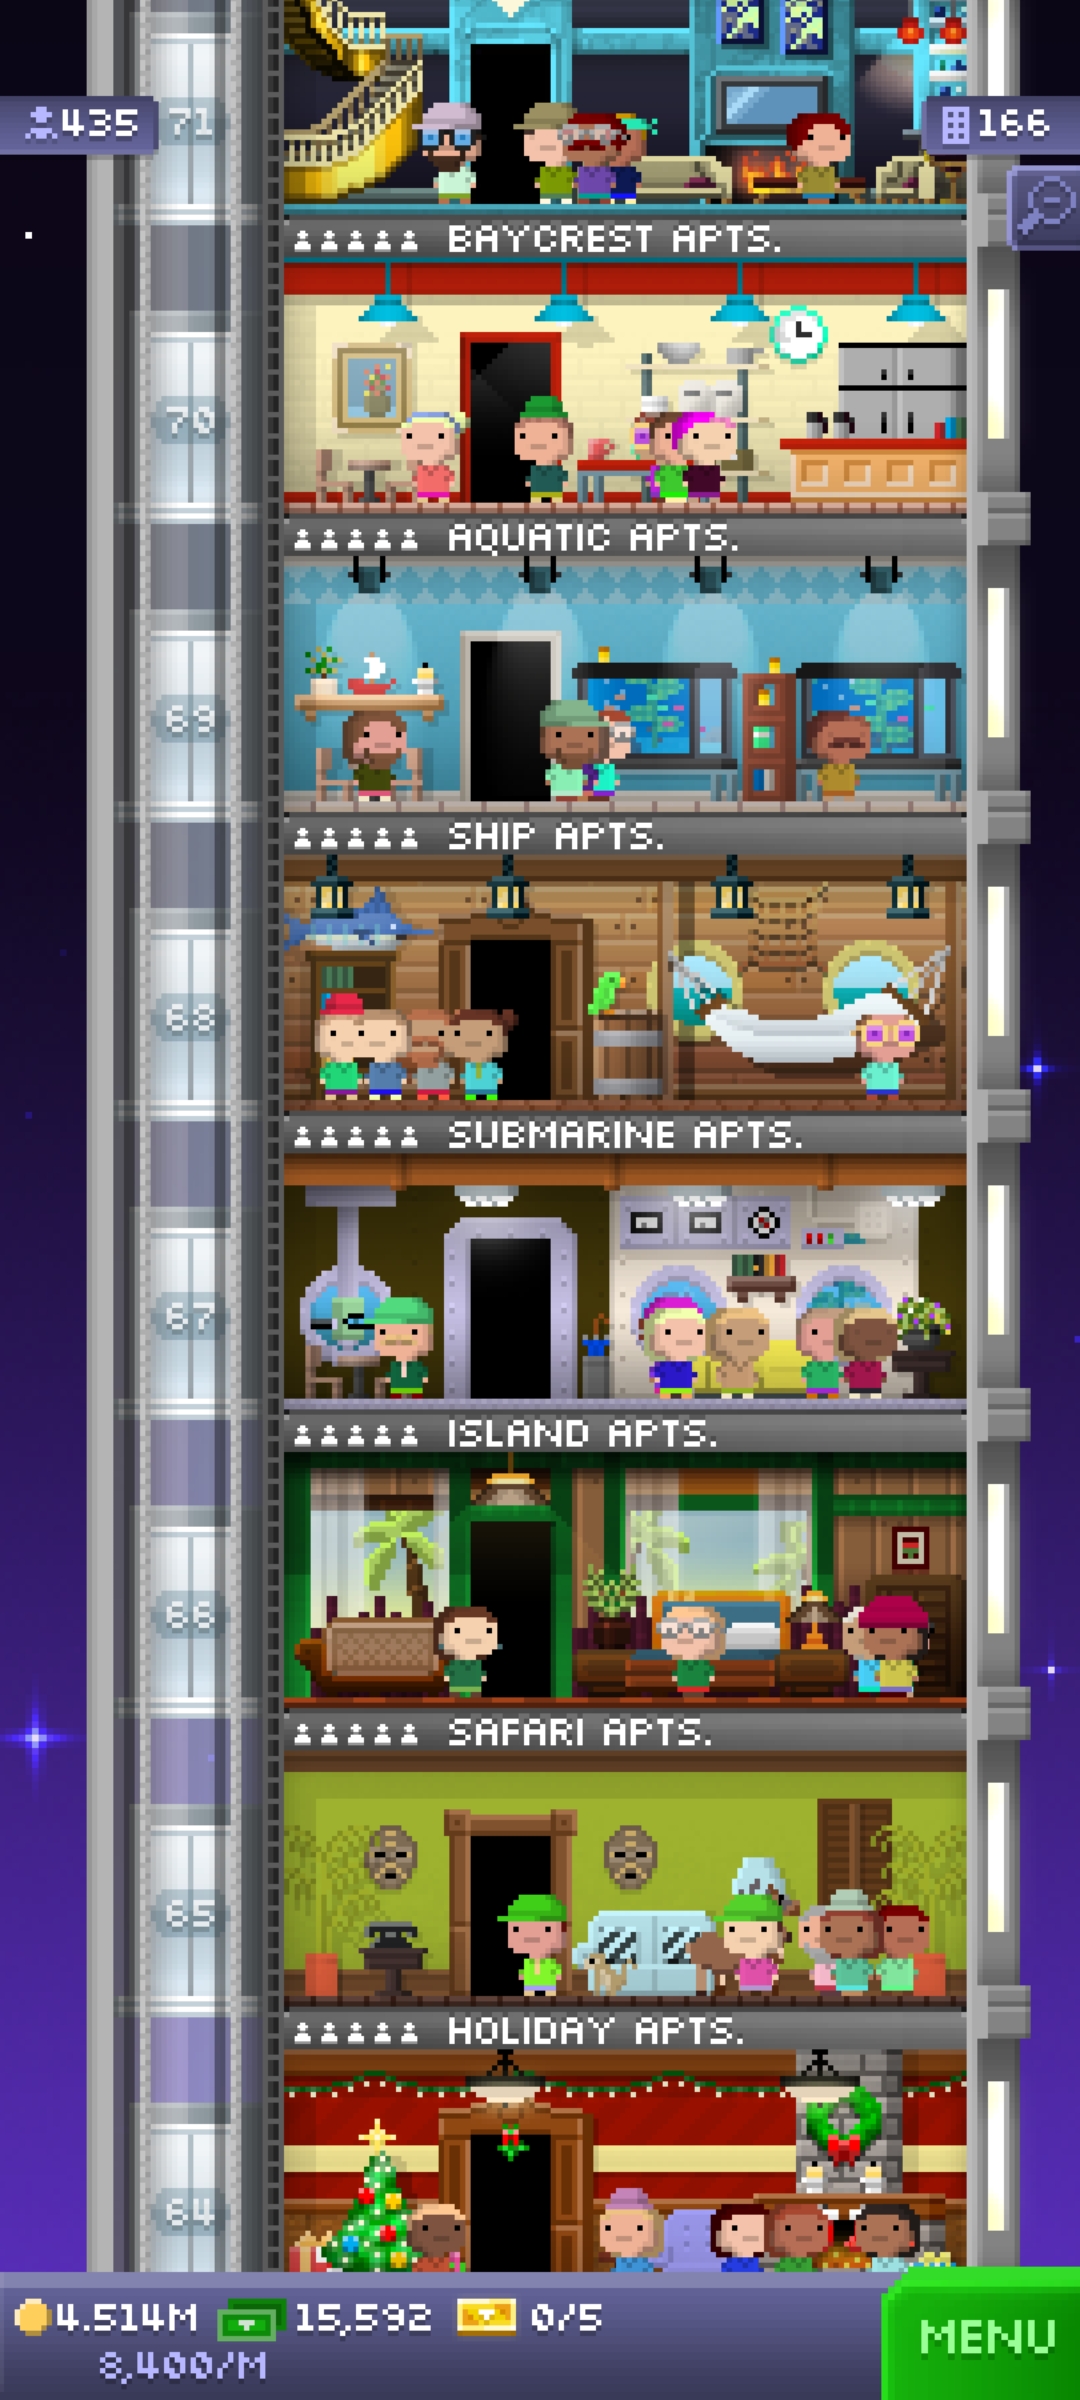 435
71
166
BAYCREST APTS.
70
AQUATIC APTS.
69
SHIP APTS.
68
SUBMARINE APTS.
67
ISLAND APTS.
66
SAFARI APTS.
65
HOLIDAY APTS.
64
4.514M 15,592 0/5
8,400/M
MENU